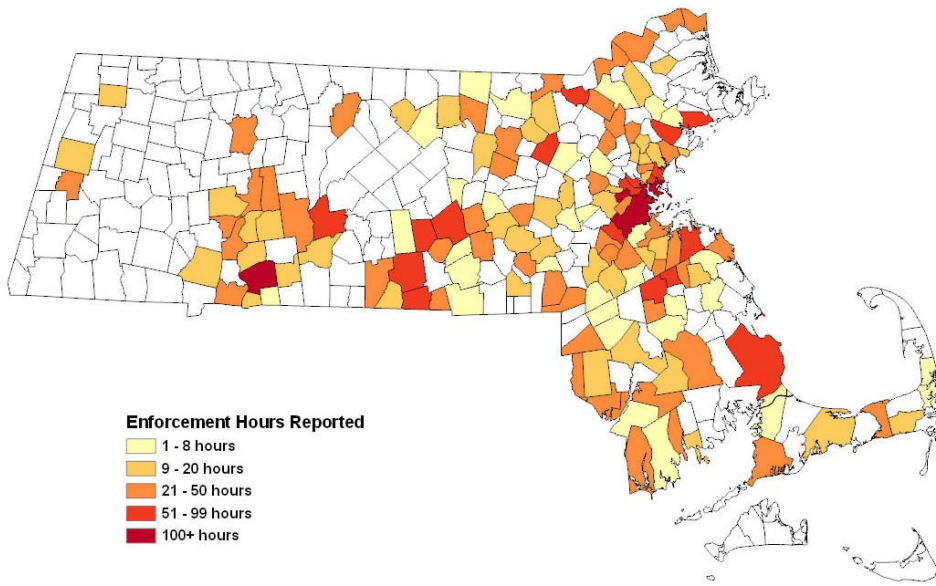 Enforcement Hours Reported
1 - 8 hours
9 - 20 hours
21 - 50 hours
51 - 99 hours
100+ hours